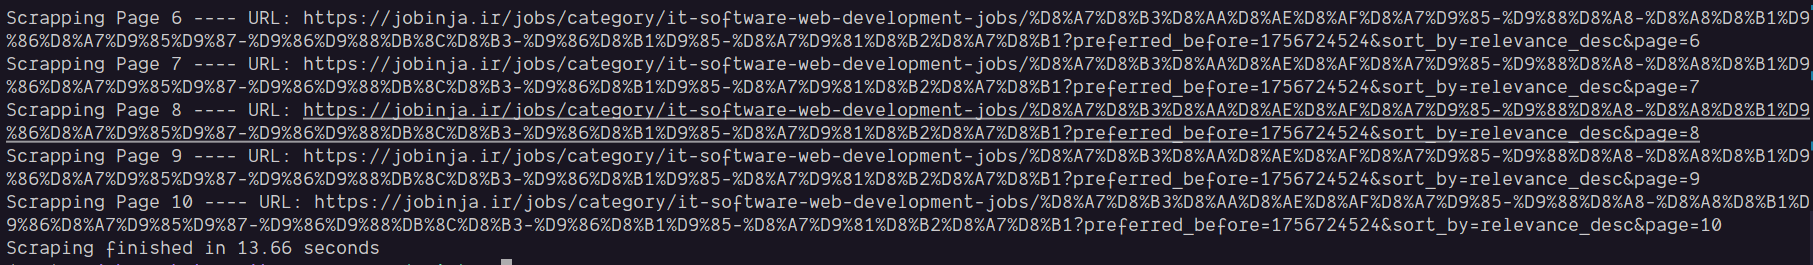 Scrapping Page 6 ---- URL: https://jobinja.ir/jobs/category/it-software-web-development-jobs/%D8%A7%D8%B3%D8%AA%D8%AE%D8%AF%D8%A7%D9%85-%D9%88%D8%A8-%D8%A8%D8%B1%D9
%86%D8%A7%D9%85%D9%87-%D9%86%D9%88%DB%8C%D8%B3-%D9%86%D8%B1%D9%85-%D8%A7%D9%81%D8%B2%D8%A7%D8%B1?preferred_before=1756724524&sort_by=relevance_desc&page=6
Scrapping Page 7 ---- URL: https://jobinja.ir/jobs/category/it-software-web-development-jobs/%D8%A7%D8%B3%D8%AA%D8%AE%D8%AF%D8%A7%D9%85-%D9%88%D8%A8-%D8%A8%D8%B1%D9
%86%D8%A7%D9%85%D9%87-%D9%86%D9%88%DB%8C%D8%B3-%D9%86%D8%B1%D9%85-%D8%A7%D9%81%D8%B2%D8%A7%D8%B1?preferred_before=1756724524&sort_by=relevance_desc&page=7
Scrapping Page 8 ---- URL: https://jobinja.ir/jobs/category/it-software-web-development-jobs/%D8%A7%D8%B3%D8%AA%D8%AE%D8%AF%D8%A7%D9%85-%D9%88%D8%A8-%D8%A8%D8%B1%D9
%86%D8%A7%D9%85%D9%87-%D9%86%D9%88%DB%8C%D8%B3-%D9%86%D8%B1%D9%85-%D8%A7%D9%81%D8%B2%D8%A7%D8%B1?preferred_before=1756724524&sort_by=relevance_desc&page=8
Scrapping Page 9 ---- URL: https://jobinja.ir/jobs/category/it-software-web-development-jobs/%D8%A7%D8%B3%D8%AA%D8%AE%D8%AF%D8%A7%D9%85-%D9%88%D8%A8-%D8%A8%D8%B1%D9
%86%D8%A7%D9%85%D9%87-%D9%86%D9%88%DB%8C%D8%B3-%D9%86%D8%B1%D9%85-%D8%A7%D9%81%D8%B2%D8%A7%D8%B1?preferred_before=1756724524&sort_by=relevance_desc&page=9
Scrapping Page 10 ---- URL: https://jobinja.ir/jobs/category/it-software-web-development-jobs/%D8%A7%D8%B3%D8%AA%D8%AE%D8%AF%D8%A7%D9%85-%D9%88%D8%A8-%D8%A8%D8%B1%D
9%86%D8%A7%D9%85%D9%87-%D9%86%D9%88%DB%8C%D8%B3-%D9%86%D8%B1%D9%85-%D8%A7%D9%81%D8%B2%D8%A7%D8%B1?preferred_before=1756724524&sort_by=relevance_desc&page=10
Scraping finished in 13.66 seconds